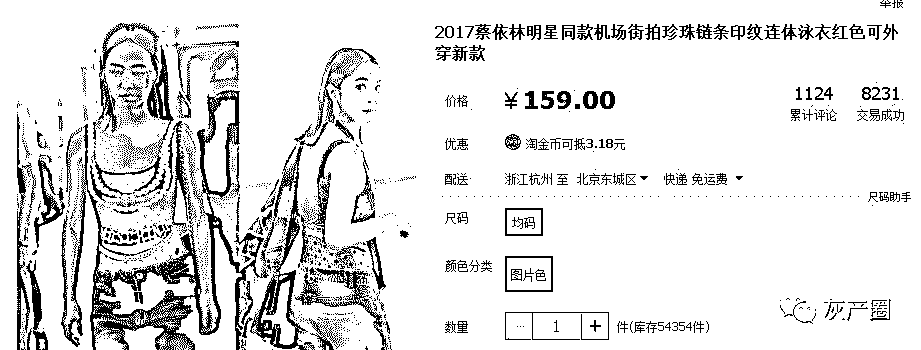 举报
2017蔡依林明星同款机场街拍珍珠链条印纹连体泳衣红色可外
穿新款
价格 ¥159.00
1124 8231
累计评论 交易成功
优惠 淘金币可抵3.18元
配送 浙江杭州 至 北京东城区 快递 免运费
尺码助手
尺码 均码
颜色分类 图片色
数量 1 + 件(库存54354件)
灰产圈